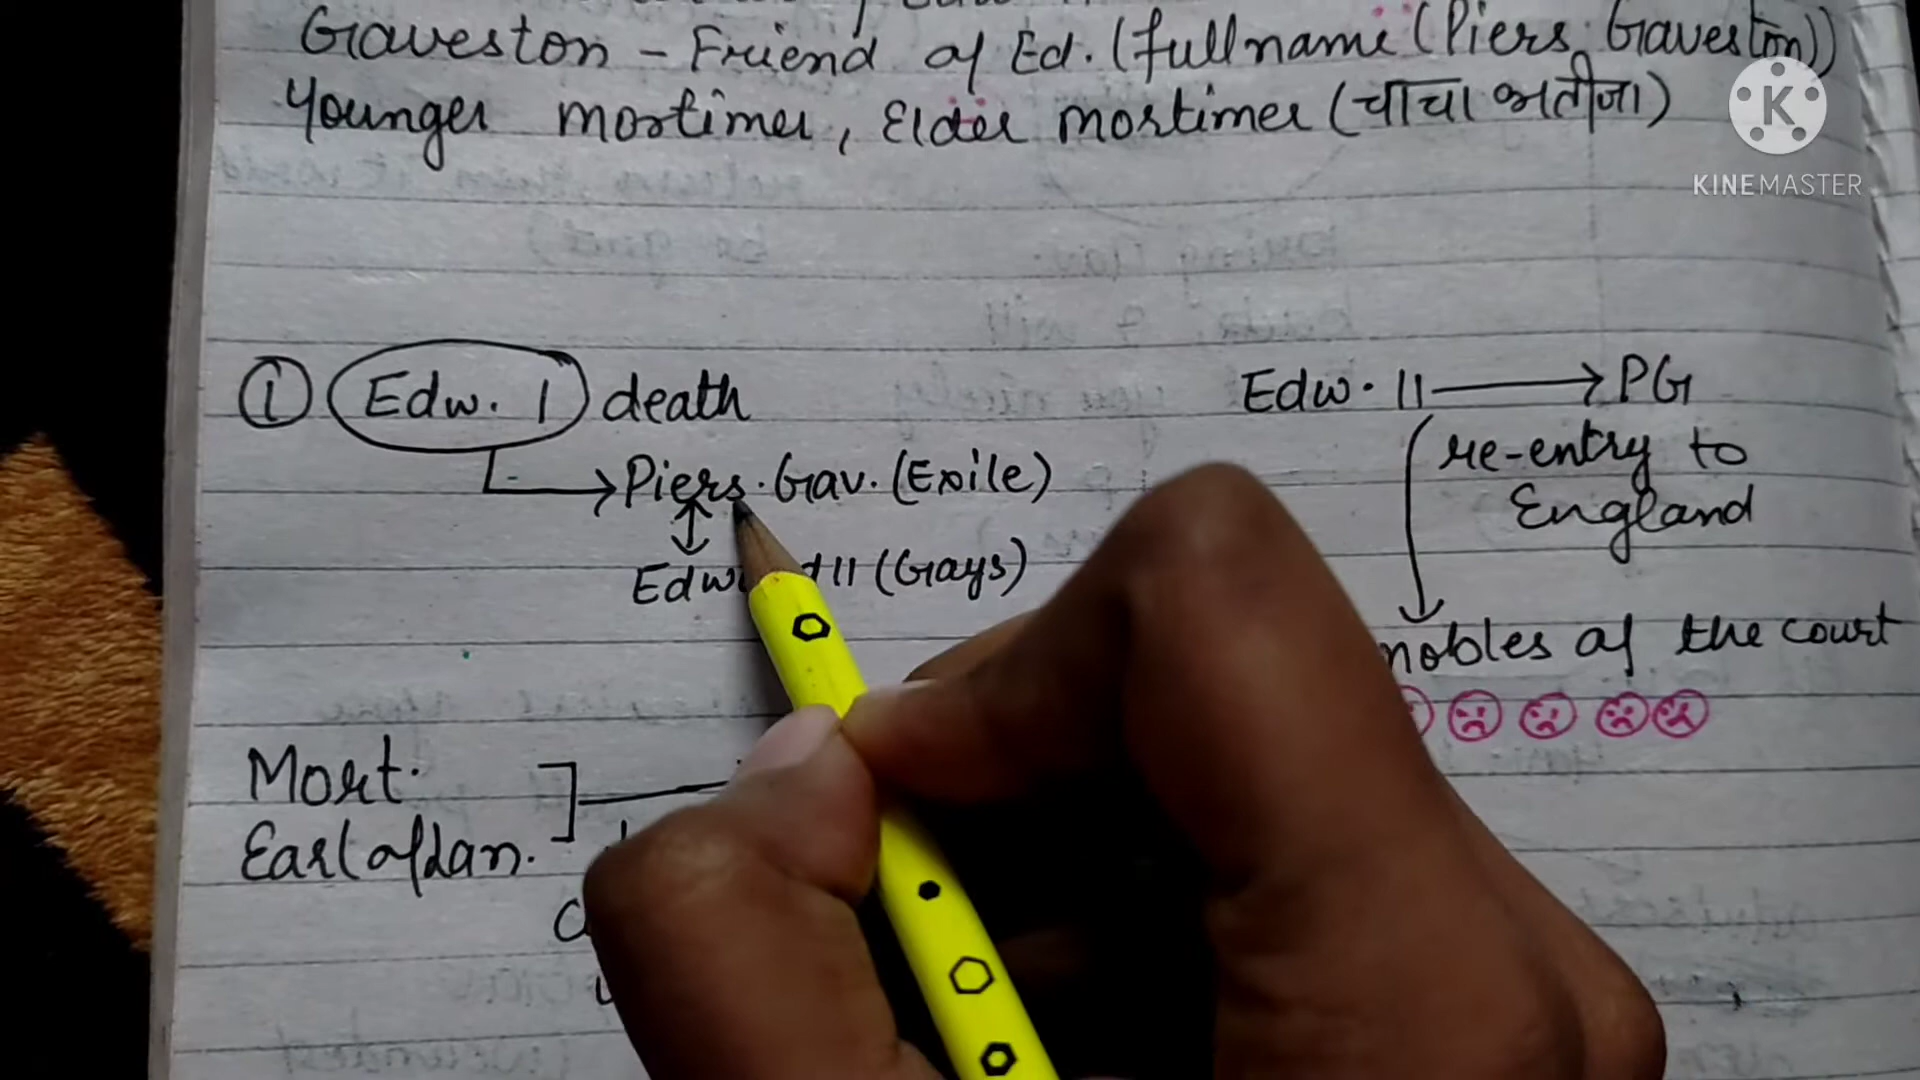 Gaveston - Friend of Ed. (full name (Piers Gaveston))
Younger mortimer, Elder mortimer (चाचा भतीजा)
K
KINEMASTER
① Edw. I death
→ Piers. Gav. (Exile)
↕
II (Gays)
Edw. II → PG
re-entry to
England
nobles of the court
Mort.
Earl of Lan.